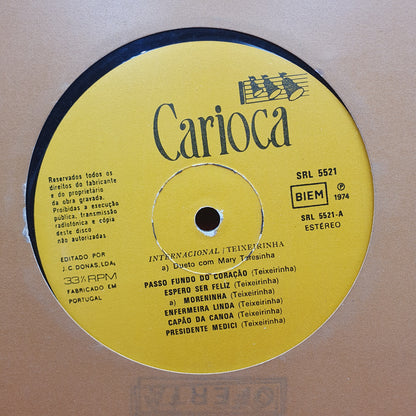 Carioca
Reservados todos os
direitos do fabricante
e do proprietário
da obra gravada.
Proibidas a execução
pública, transmissão
radiofónica e cópia
deste disco
não autorizadas
SRL 5521
BIEM
Ⓟ
1974
SRL 5521-A
ESTÉREO
INTERNACIONAL / TEIXEIRINHA
a) Dueto com Mary Teresinha
PASSO FUNDO DO CORAÇÃO (Teixeirinha)
ESPERO SER FELIZ (Teixeirinha)
a) MORENINHA (Teixeirinha)
ENFERMEIRA LINDA (Teixeirinha)
CAPÃO DA CANOA (Teixeirinha)
PRESIDENTE MEDICI (Teixeirinha)
EDITADO POR
J. C. DONAS, LDA,
33⅓ RPM
FABRICADO EM
PORTUGAL
OFERTA